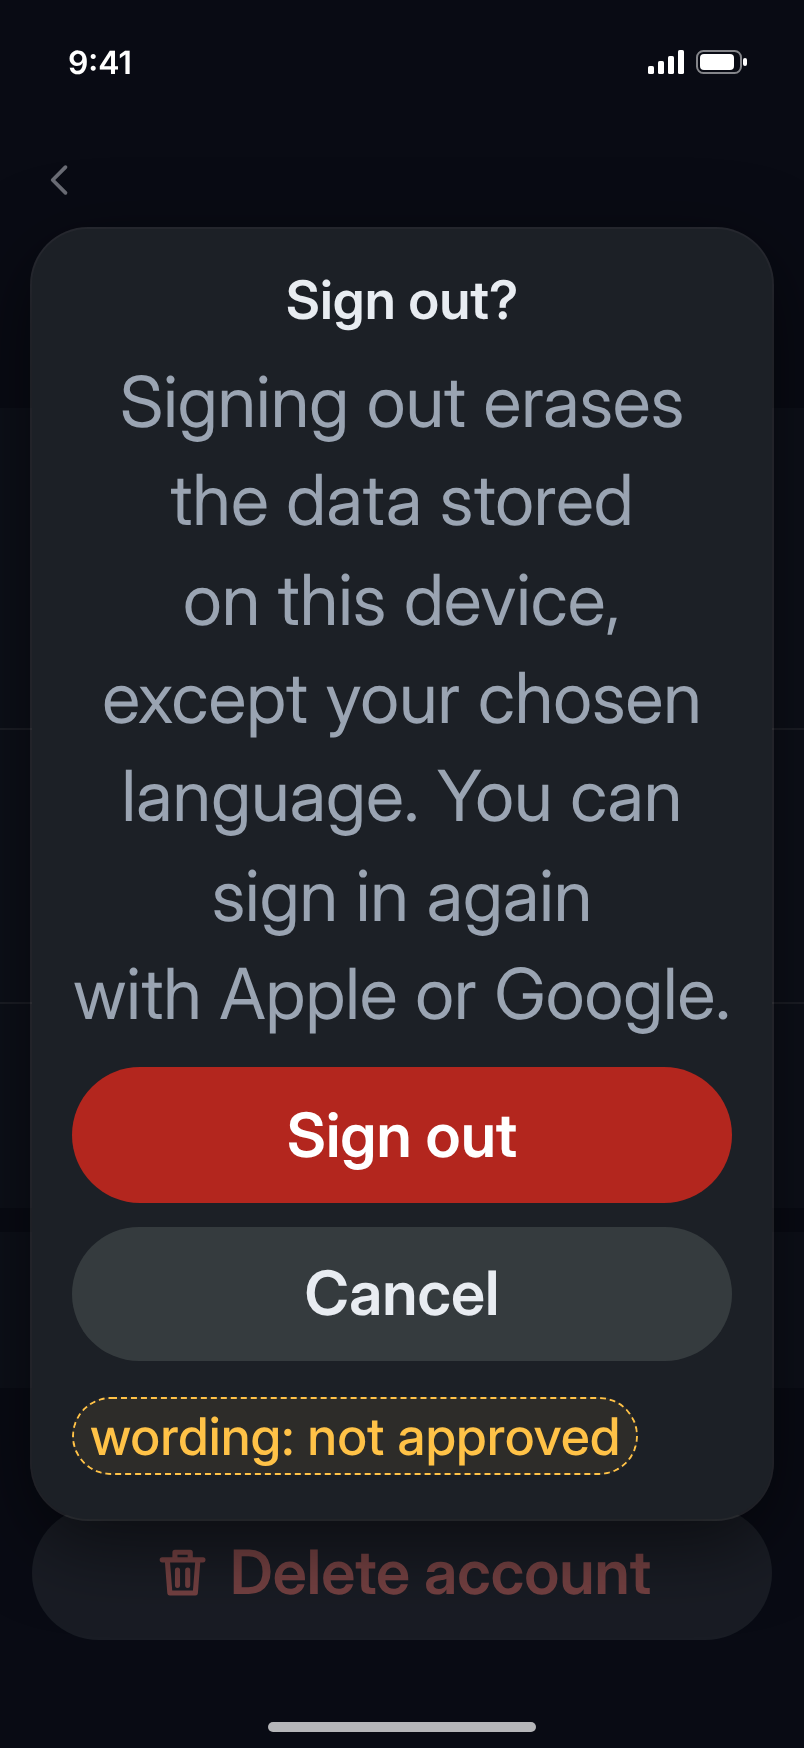 9:41
Sign out?
Signing out erases
the data stored
on this device,
except your chosen
language. You can
sign in again
with Apple or Google.
Sign out
Cancel
wording: not approved
Delete account